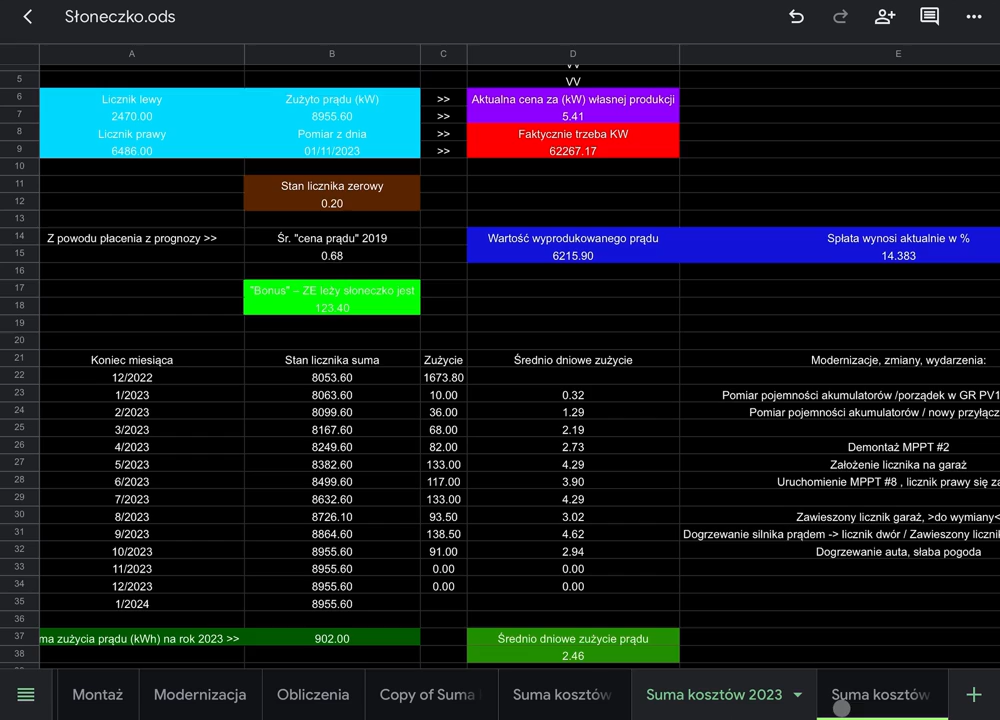 Słoneczko.ods
A B C D E
5 VV
6 Licznik lewy Zużyto prądu (kW) >> Aktualna cena za (kW) własnej produkcji
7 2470.00 8955.60 >> 5.41
8 Licznik prawy Pomiar z dnia >> Faktycznie trzeba KW
9 6486.00 01/11/2023 >> 62267.17
10
11 Stan licznika zerowy
12 0.20
13
14 Z powodu płacenia z prognozy >> Śr. "cena prądu" 2019 Wartość wyprodukowanego prądu Spłata wynosi aktualnie w %
15 0.68 6215.90 14.383
16
17 "Bonus" – ZE leży słoneczko jest
18 123.40
19
20
21 Koniec miesiąca Stan licznika suma Zużycie Średnio dniowe zużycie Modernizacje, zmiany, wydarzenia:
22 12/2022 8053.60 1673.80
23 1/2023 8063.60 10.00 0.32 Pomiar pojemności akumulatorów /porządek w GR PV1
24 2/2023 8099.60 36.00 1.29 Pomiar pojemności akumulatorów / nowy przyłącz
25 3/2023 8167.60 68.00 2.19
26 4/2023 8249.60 82.00 2.73 Demontaż MPPT #2
27 5/2023 8382.60 133.00 4.29 Założenie licznika na garaż
28 6/2023 8499.60 117.00 3.90 Uruchomienie MPPT #8 , licznik prawy się za
29 7/2023 8632.60 133.00 4.29
30 8/2023 8726.10 93.50 3.02 Zawieszony licznik garaż, >do wymiany<
31 9/2023 8864.60 138.50 4.62 Dogrzewanie silnika prądem -> licznik dwór / Zawieszony liczni
32 10/2023 8955.60 91.00 2.94 Dogrzewanie auta, słaba pogoda
33 11/2023 8955.60 0.00 0.00
34 12/2023 8955.60 0.00 0.00
35 1/2024 8955.60
36
37 ma zużycia prądu (kWh) na rok 2023 >> 902.00 Średnio dniowe zużycie prądu
38 2.46
Montaż Modernizacja Obliczenia Copy of Suma Suma kosztów Suma kosztów 2023 Suma kosztów